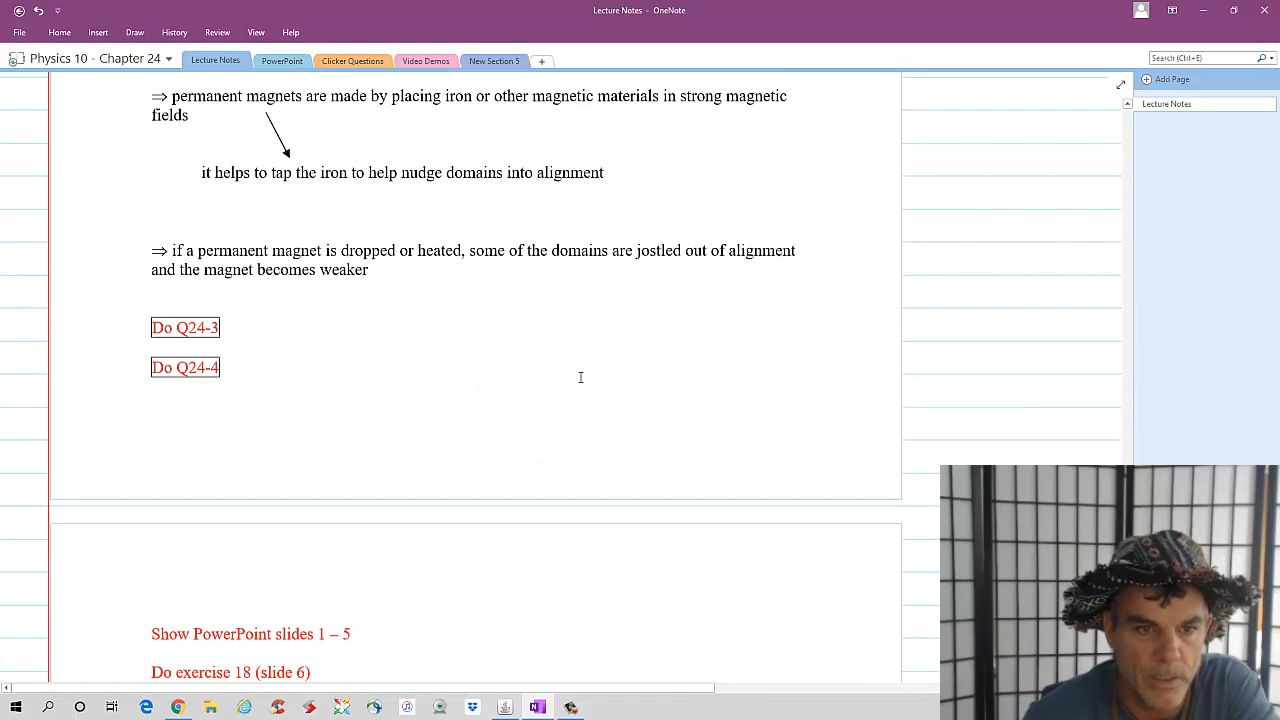 Lecture Notes - OneNote
File Home Insert Draw History Review View Help
Physics 10 - Chapter 24 Lecture Notes PowerPoint Clicker Questions Video Demos New Section 5 Search (Ctrl+E)
Add Page
Lecture Notes
⇒ permanent magnets are made by placing iron or other magnetic materials in strong magnetic
fields
it helps to tap the iron to help nudge domains into alignment
⇒ if a permanent magnet is dropped or heated, some of the domains are jostled out of alignment
and the magnet becomes weaker
Do Q24-3
Do Q24-4
Show PowerPoint slides 1 – 5
Do exercise 18 (slide 6)